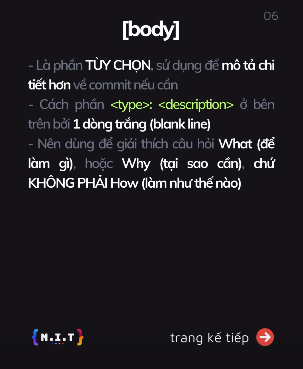 06
[body]
- Là phần TÙY CHỌN, sử dụng để mô tả chi
tiết hơn về commit nếu cần
- Cách phần <type>: <description> ở bên
trên bởi 1 dòng trắng (blank line)
- Nên dùng để giải thích câu hỏi What (để
làm gì), hoặc Why (tại sao cần), chứ
KHÔNG PHẢI How (làm như thế nào)
{N.I.T}
trang kế tiếp